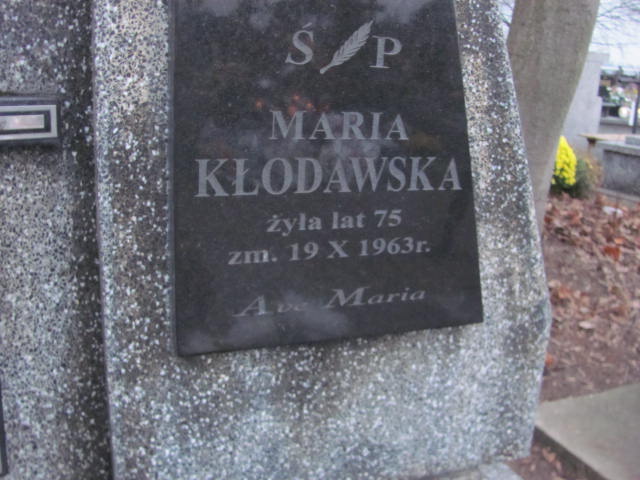 Ś P
MARIA
KŁODAWSKA
żyła lat 75
zm. 19 X 1963r.
Ave Maria